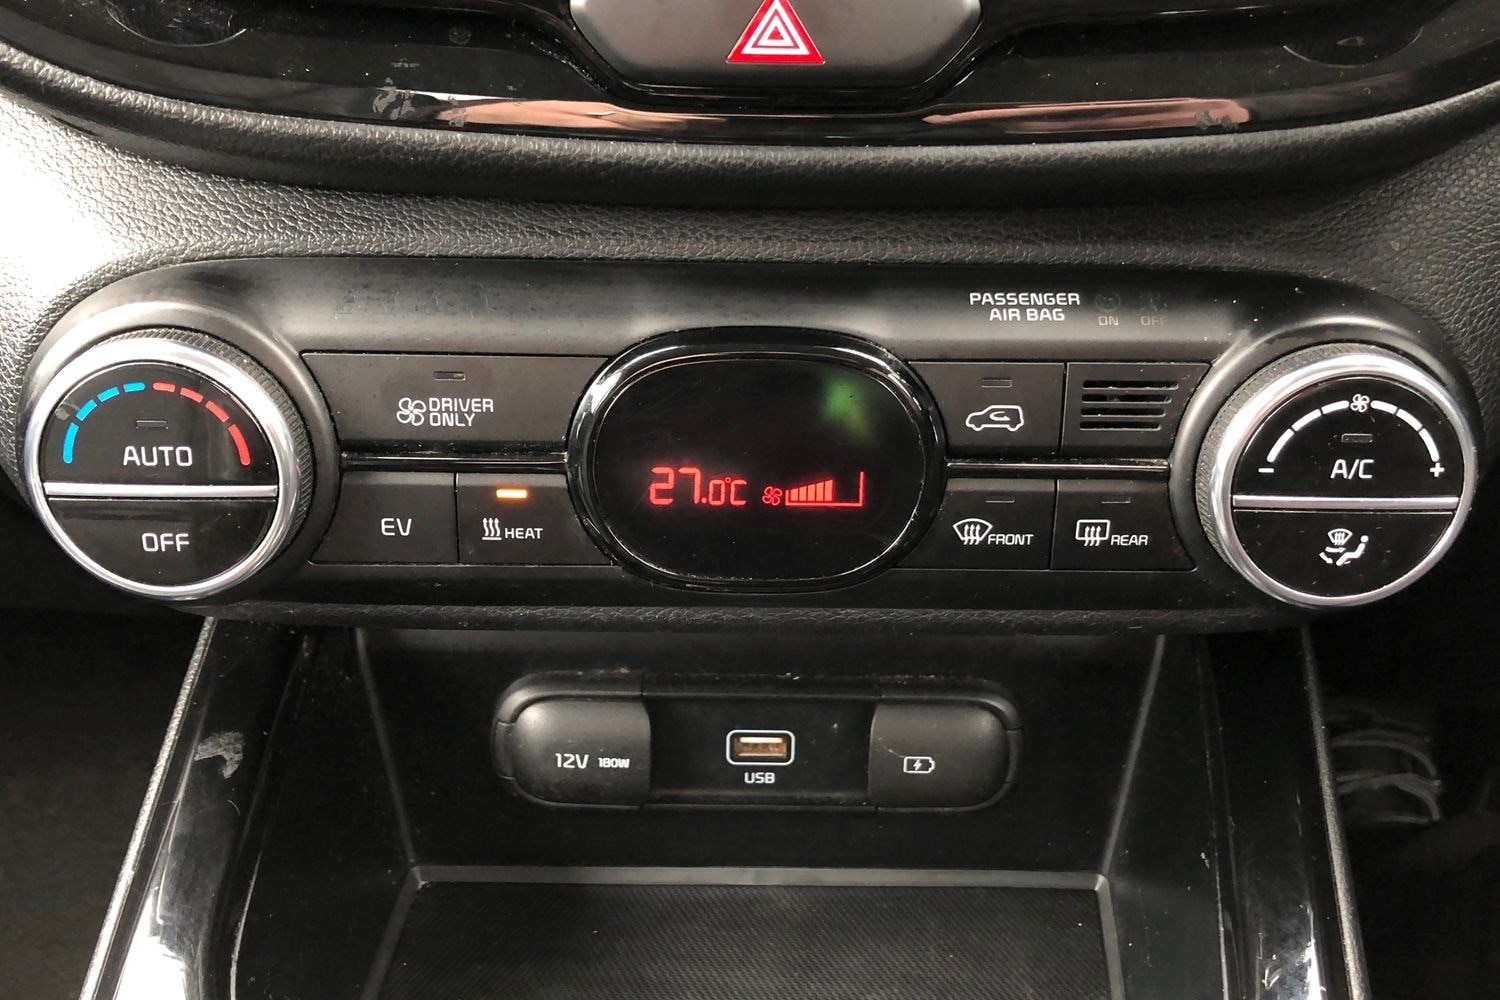 PASSENGER
AIR BAG
ON OFF
DRIVER
ONLY
AUTO
OFF
EV
HEAT
27.0°C
FRONT
REAR
A/C
- +
12V 180W
USB